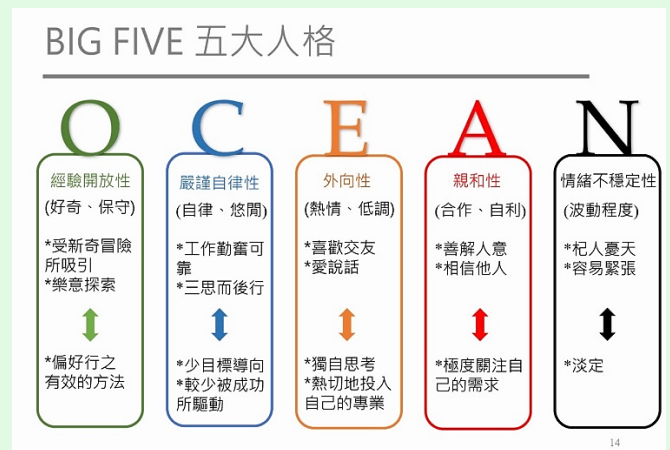 BIG FIVE 五大人格
O
經驗開放性
(好奇、保守)
*受新奇冒險
所吸引
*樂意探索
*偏好行之
有效的方法
C
嚴謹自律性
(自律、悠閒)
*工作勤奮可
靠
*三思而後行
*少目標導向
*較少被成功
所驅動
E
外向性
(熱情、低調)
*喜歡交友
*愛說話
*獨自思考
*熱切地投入
自己的專業
A
親和性
(合作、自利)
*善解人意
*相信他人
*極度關注自
己的需求
N
情緒不穩定性
(波動程度)
*杞人憂天
*容易緊張
*淡定
14